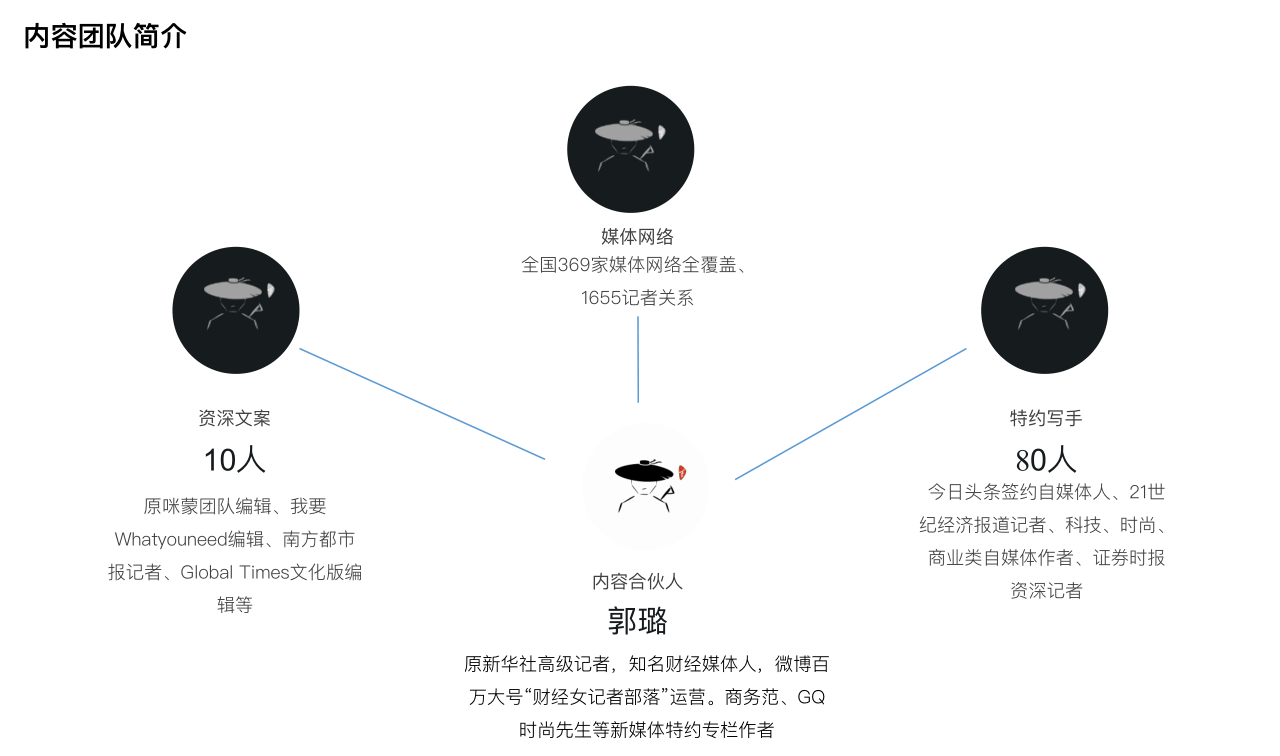 内容团队简介
媒体网络
全国369家媒体网络全覆盖、
1655记者关系
资深文案
10人
原咪蒙团队编辑、我要
Whatyouneed编辑、南方都市
报记者、Global Times文化版编
辑等
特约写手
80人
今日头条签约自媒体人、21世
纪经济报道记者、科技、时尚、
商业类自媒体作者、证券时报
资深记者
内容合伙人
郭璐
原新华社高级记者，知名财经媒体人，微博百
万大号“财经女记者部落”运营。商务范、GQ
时尚先生等新媒体特约专栏作者